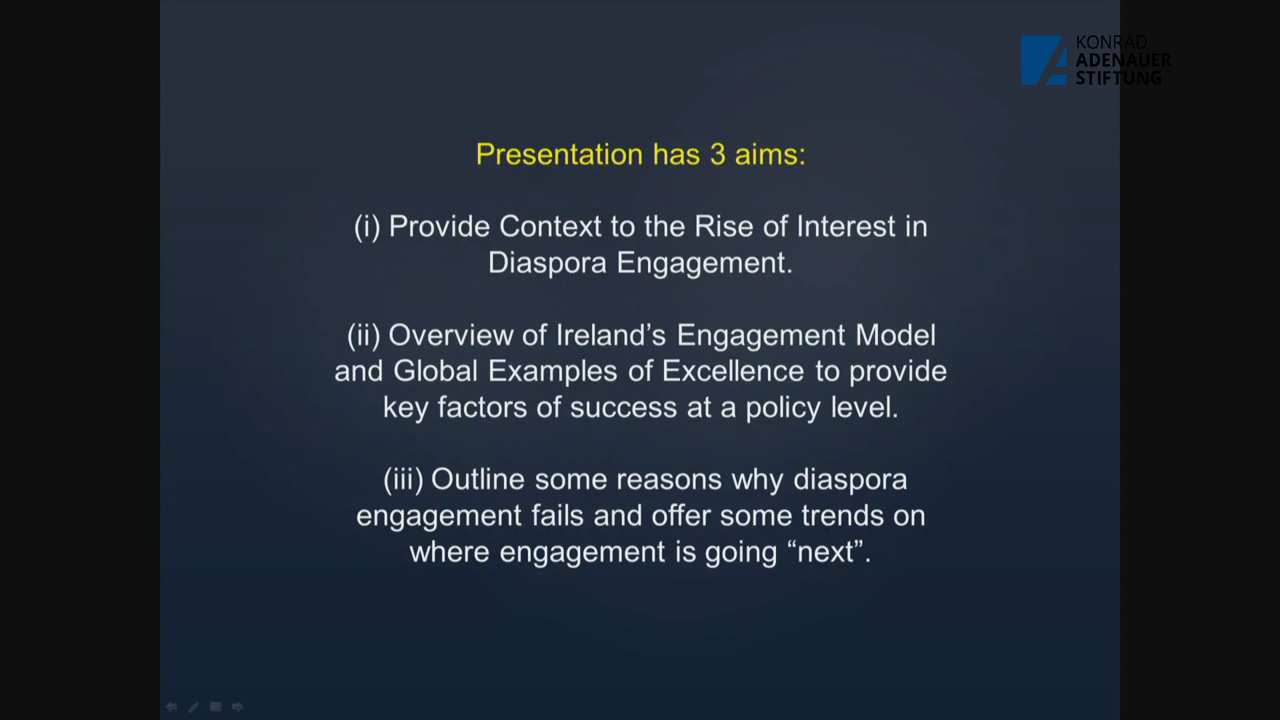 KONRAD
ADENAUER
STIFTUNG
Presentation has 3 aims:
(i) Provide Context to the Rise of Interest in
Diaspora Engagement.
(ii) Overview of Ireland’s Engagement Model
and Global Examples of Excellence to provide
key factors of success at a policy level.
(iii) Outline some reasons why diaspora
engagement fails and offer some trends on
where engagement is going “next”.